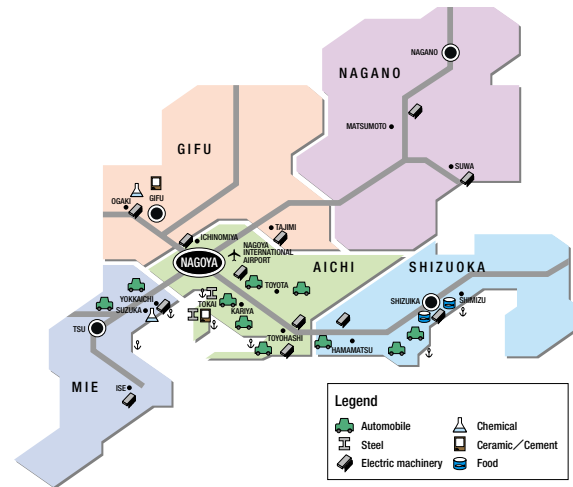 NAGANO
NAGANO
MATSUMOTO
SUWA
GIFU
OGAKI
GIFU
ICHINOMIYA
TAJIMI
NAGOYA
NAGOYA
INTERNATIONAL
AIRPORT
AICHI
SHIZUOKA
TOYOTA
TOKAI
KARIYA
TOYOHASHI
SHIZUKA
SHIMIZU
HAMAMATSU
YOKKAICHI
SUZUKA
TSU
MIE
ISE
Legend
Automobile
Chemical
Steel
Ceramic／Cement
Electric machinery
Food